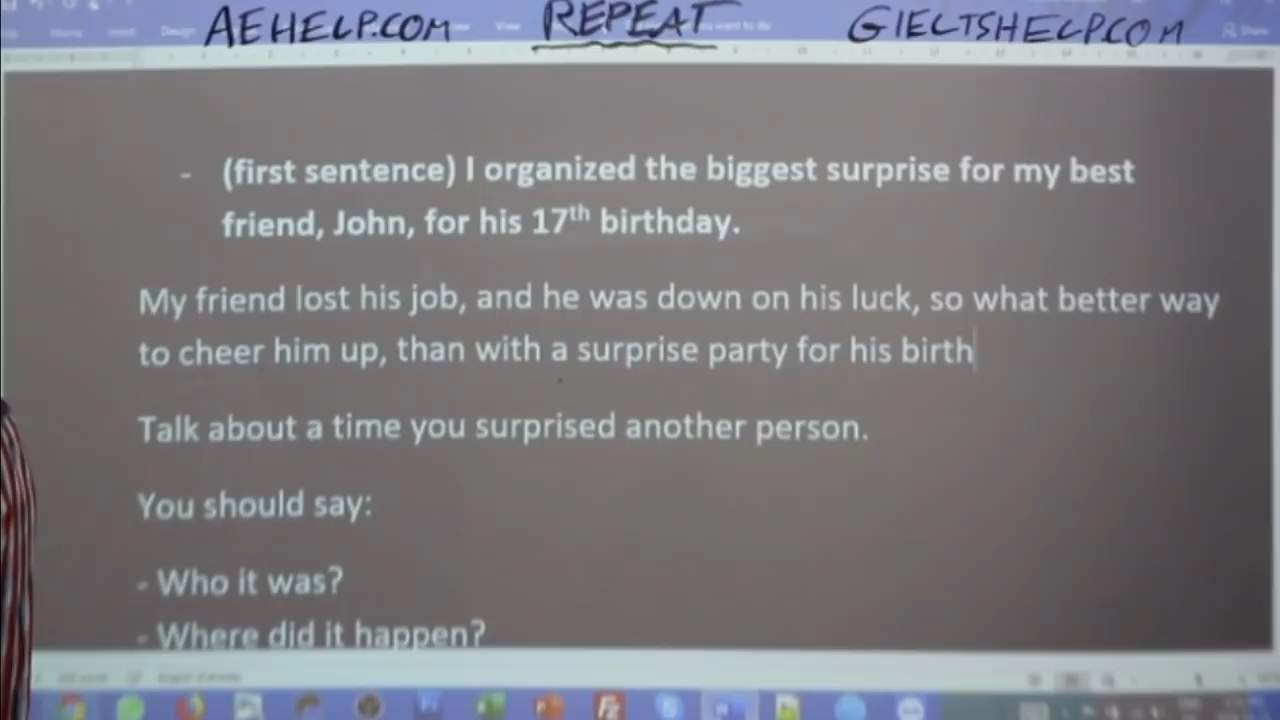 AEHELP.COM REPEAT GIELTSHELP.COM
View
- (first sentence) I organized the biggest surprise for my best
friend, John, for his 17th birthday.
My friend lost his job, and he was down on his luck, so what better way
to cheer him up, than with a surprise party for his birth
Talk about a time you surprised another person.
You should say:
- Who it was?
- Where did it happen?